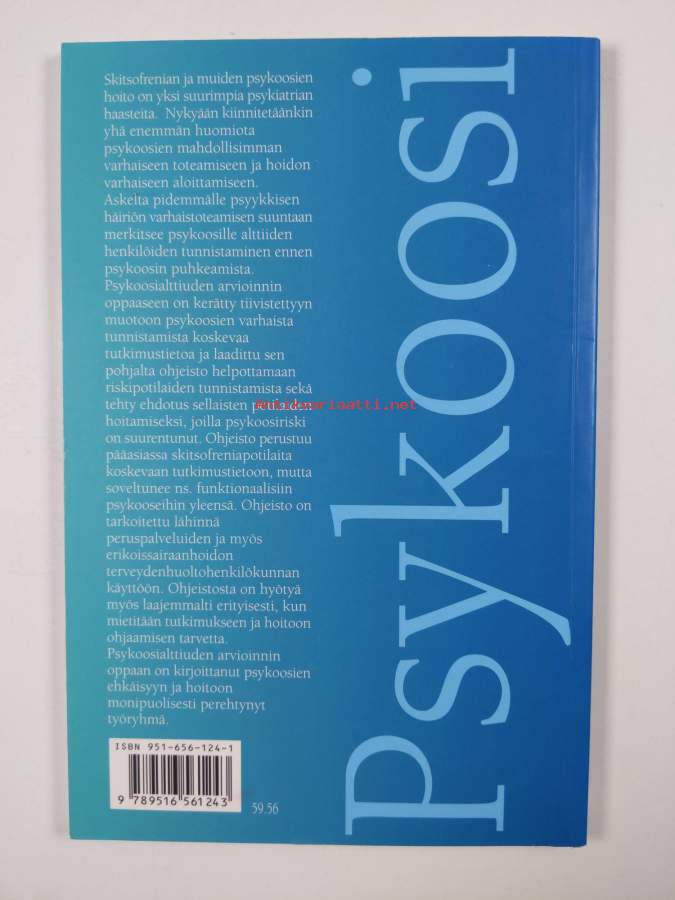 Skitsofrenian ja muiden psykoosien
hoito on yksi suurimpia psykiatrian
haasteita. Nykyään kiinnitetäänkin
yhä enemmän huomiota
psykoosien mahdollisimman
varhaiseen toteamiseen ja hoidon
varhaiseen aloittamiseen.
Askelta pidemmälle psyykkisen
häiriön varhaistoteamisen suuntaan
merkitsee psykoosille alttiiden
henkilöiden tunnistaminen ennen
psykoosin puhkeamista.
Psykoosialttiuden arvioinnin
oppaaseen on kerätty tiivistettyyn
muotoon psykoosien varhaista
tunnistamista koskevaa
tutkimustietoa ja laadittu sen
pohjalta ohjeisto helpottamaan
riskipotilaiden tunnistamista sekä
tehty ehdotus sellaisten
antikvariaatti.net
hoitamiseksi, joilla psykoosiriski
on suurentunut. Ohjeisto perustuu
pääasiassa skitsofreniapotilaita
koskevaan tutkimustietoon, mutta
soveltunee ns. funktionaalisiin
psykooseihin yleensä. Ohjeisto on
tarkoitettu lähinnä
peruspalveluiden ja myös
erikoissairaanhoidon
terveydenhuoltohenkilökunnan
käyttöön. Ohjeistosta on hyötyä
myös laajemmalti erityisesti, kun
mietitään tutkimukseen ja hoitoon
ohjaamisen tarvetta.
Psykoosialttiuden arvioinnin
oppaan on kirjoittanut psykoosien
ehkäisyyn ja hoitoon
monipuolisesti perehtynyt
työryhmä.
ISBN 951-656-124-1
9 789516 561243
59.56
Psykoosi